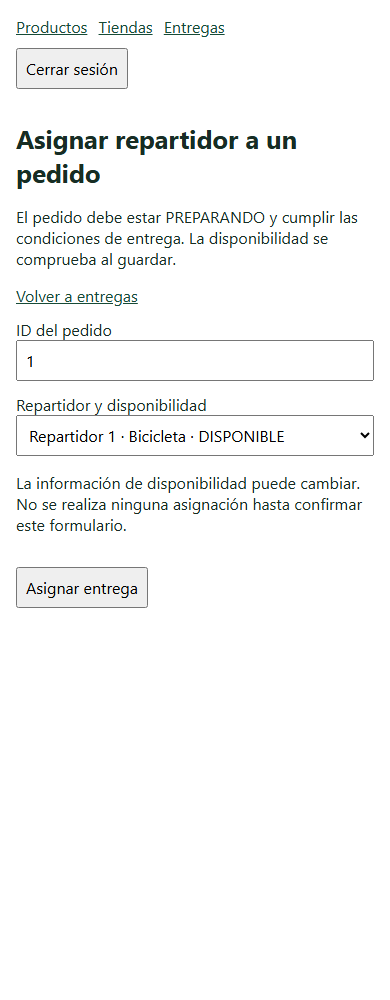 Productos Tiendas Entregas
Cerrar sesión
Asignar repartidor a un
pedido
El pedido debe estar PREPARANDO y cumplir las
condiciones de entrega. La disponibilidad se
comprueba al guardar.
Volver a entregas
ID del pedido
1
Repartidor y disponibilidad
Repartidor 1 · Bicicleta · DISPONIBLE
La información de disponibilidad puede cambiar.
No se realiza ninguna asignación hasta confirmar
este formulario.
Asignar entrega